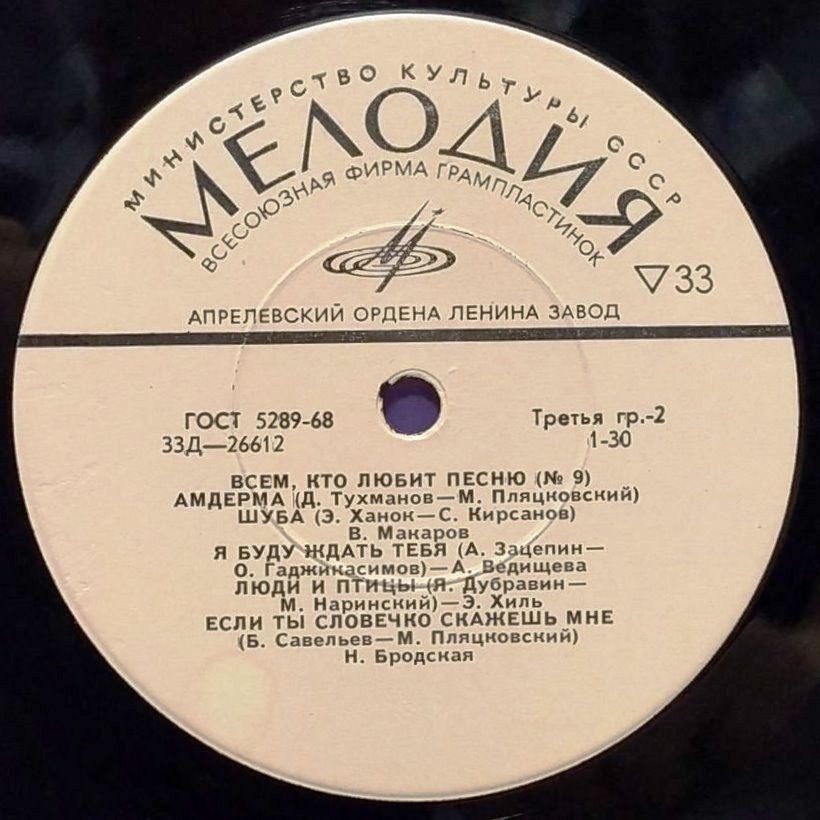 МИНИСТЕРСТВО КУЛЬТУРЫ СССР
МЕЛОДИЯ
ВСЕСОЮЗНАЯ ФИРМА ГРАМПЛАСТИНОК
▽33
АПРЕЛЕВСКИЙ ОРДЕНА ЛЕНИНА ЗАВОД
ГОСТ 5289-68 Третья гр.-2
33Д—26612 1-30
ВСЕМ, КТО ЛЮБИТ ПЕСНЮ (№ 9)
АМДЕРМА (Д. Тухманов—М. Пляцковский)
ШУБА (Э. Ханок—С. Кирсанов)
В. Макаров
Я БУДУ ЖДАТЬ ТЕБЯ (А. Зацепин—
О. Гаджикасимов)—А. Ведищева
ЛЮДИ И ПТИЦЫ (Я. Дубравин—
М. Наринский)—Э. Хиль
ЕСЛИ ТЫ СЛОВЕЧКО СКАЖЕШЬ МНЕ
(Б. Савельев—М. Пляцковский)
Н. Бродская